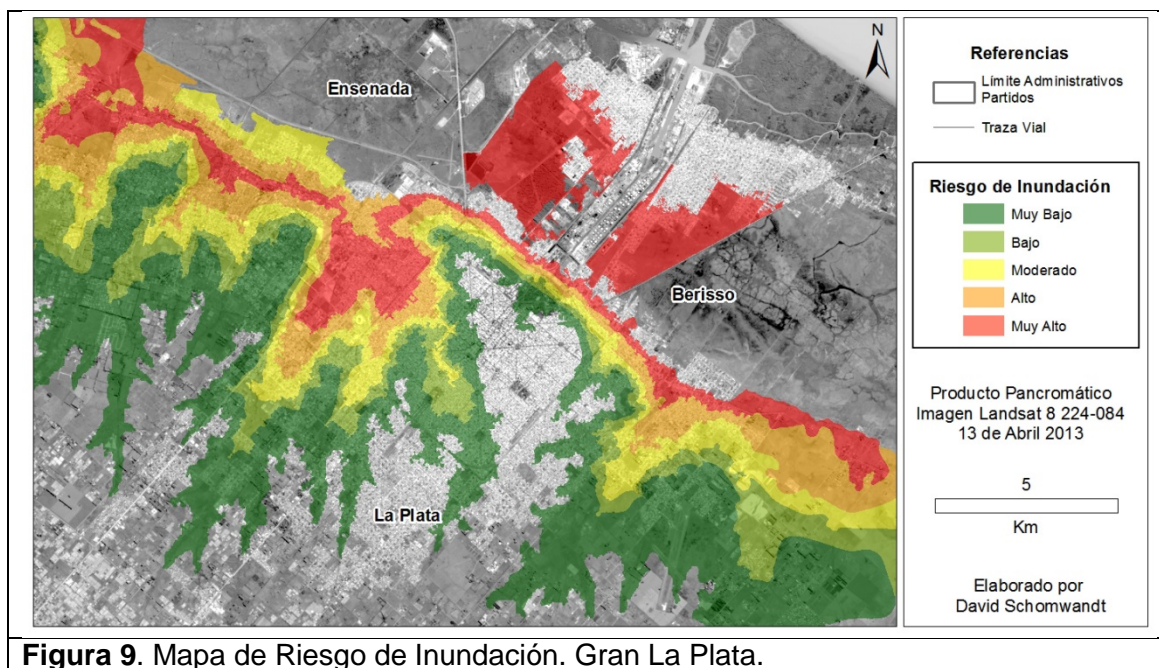 Ensenada
Berisso
La Plata
N
Referencias
Límite Administrativos
Partidos
Traza Vial
Riesgo de Inundación
Muy Bajo
Bajo
Moderado
Alto
Muy Alto
Producto Pancromático
Imagen Landsat 8 224-084
13 de Abril 2013
5
Km
Elaborado por
David Schomwandt
Figura 9. Mapa de Riesgo de Inundación. Gran La Plata.